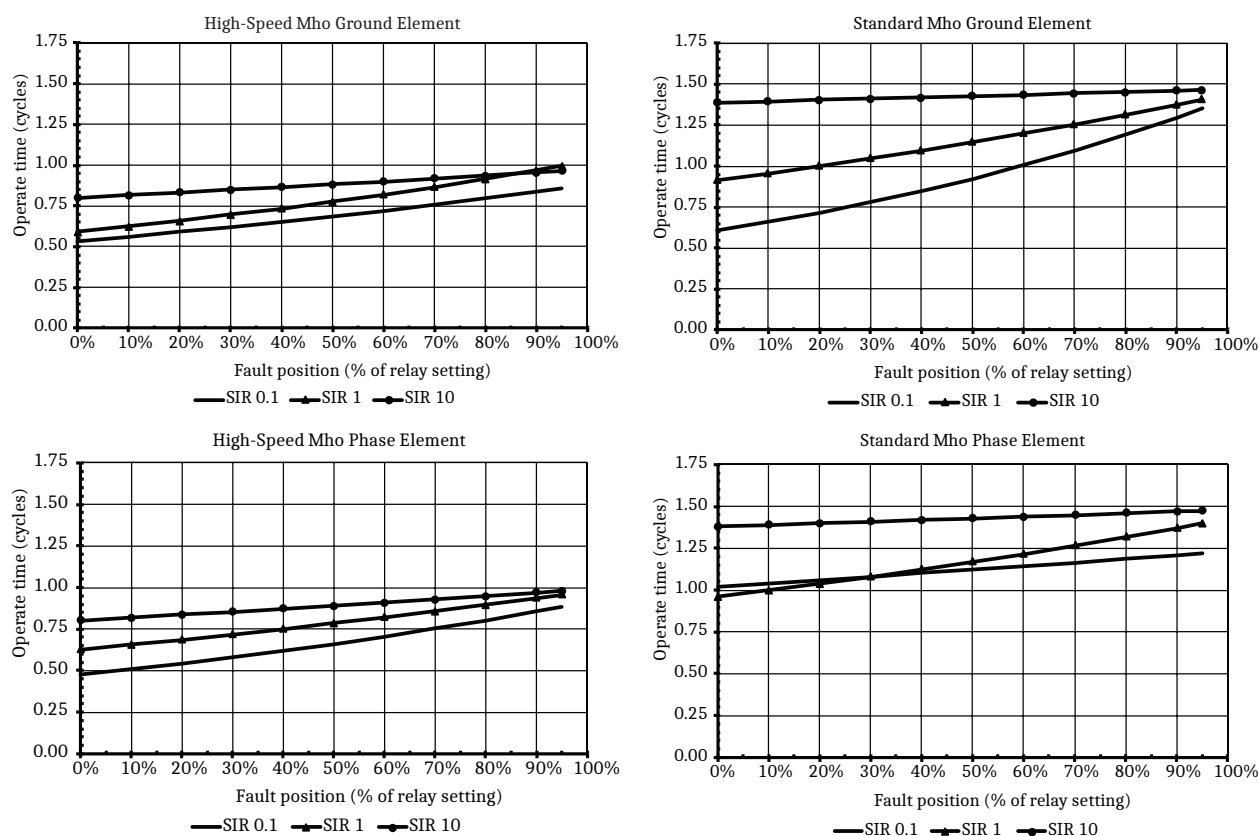 High-Speed Mho Ground Element
Operate time (cycles)
1.75
1.50
1.25
1.00
0.75
0.50
0.25
0.00
0% 10% 20% 30% 40% 50% 60% 70% 80% 90% 100%
Fault position (% of relay setting)
SIR 0.1 SIR 1 SIR 10
Standard Mho Ground Element
Operate time (cycles)
1.75
1.50
1.25
1.00
0.75
0.50
0.25
0.00
0% 10% 20% 30% 40% 50% 60% 70% 80% 90% 100%
Fault position (% of relay setting)
SIR 0.1 SIR 1 SIR 10
High-Speed Mho Phase Element
Operate time (cycles)
1.75
1.50
1.25
1.00
0.75
0.50
0.25
0.00
0% 10% 20% 30% 40% 50% 60% 70% 80% 90% 100%
Fault position (% of relay setting)
SIR 0.1 SIR 1 SIR 10
Standard Mho Phase Element
Operate time (cycles)
1.75
1.50
1.25
1.00
0.75
0.50
0.25
0.00
0% 10% 20% 30% 40% 50% 60% 70% 80% 90% 100%
Fault position (% of relay setting)
SIR 0.1 SIR 1 SIR 10